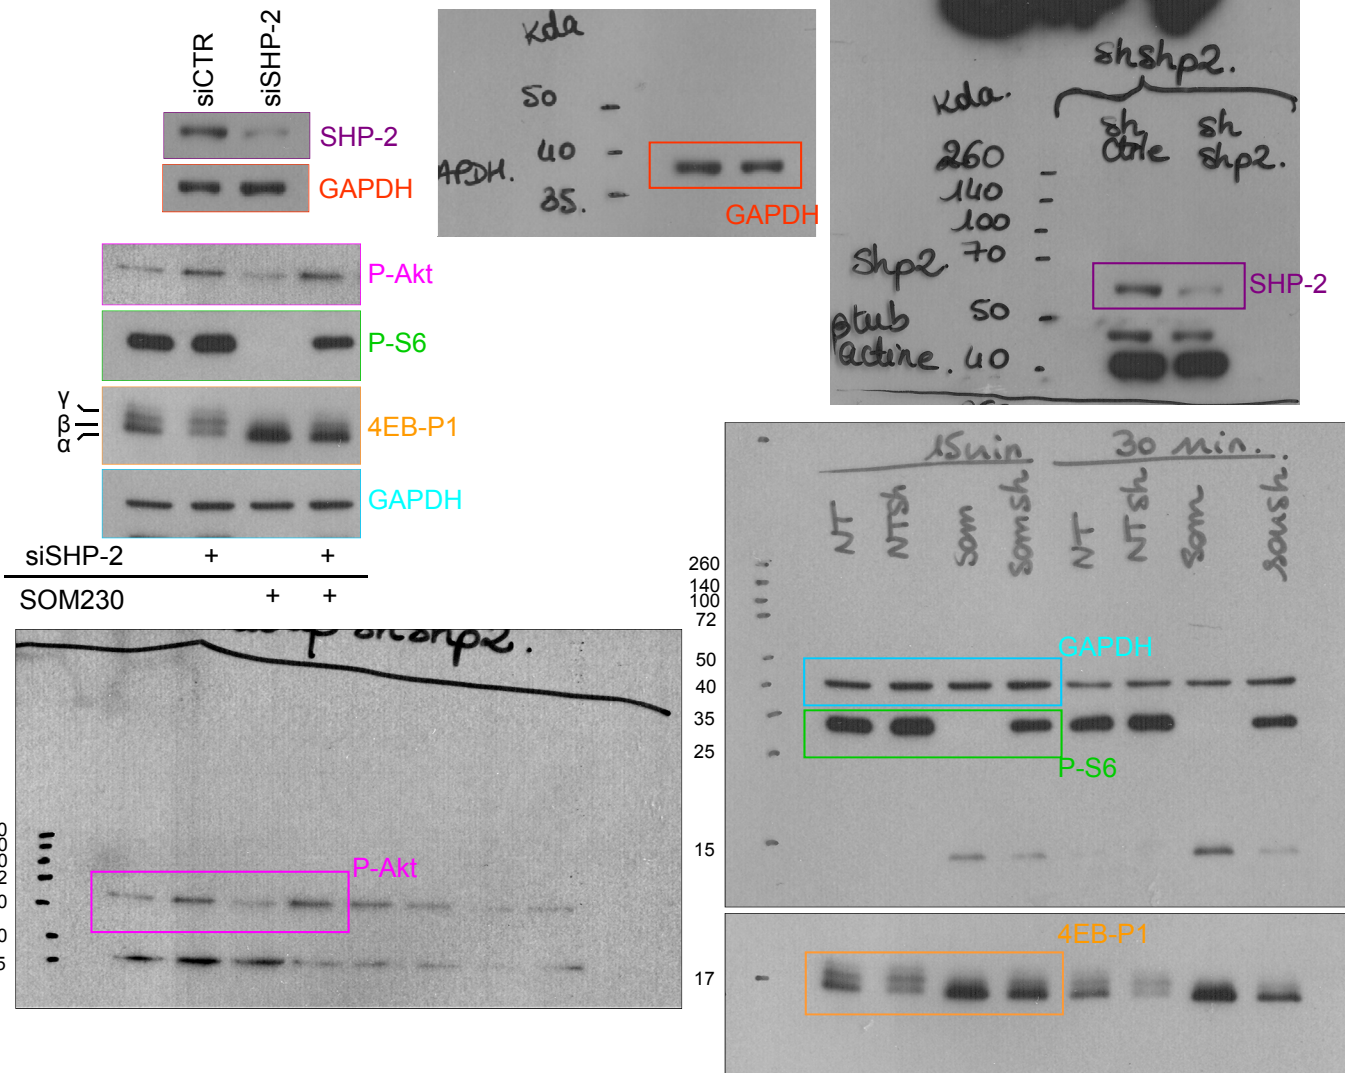 siCTR siSHP-2
SHP-2
GAPDH
P-Akt
P-S6
γ
β
α
4EB-P1
GAPDH
siSHP-2 + +
SOM230 + +
Kda
50
40
APDH.
35.
GAPDH
shshp2.
Kda.
sh Ctrle
sh shp2.
260
140
100
70
Shp2.
SHP-2
50
βtub
actine. 40
15min 30 min.
NT NTSh Som Somsh NT NTsh Som Somsh
260
140
100
72
50
GAPDH
40
35
25
P-S6
15
4EB-P1
17
shshp2.
P-Akt